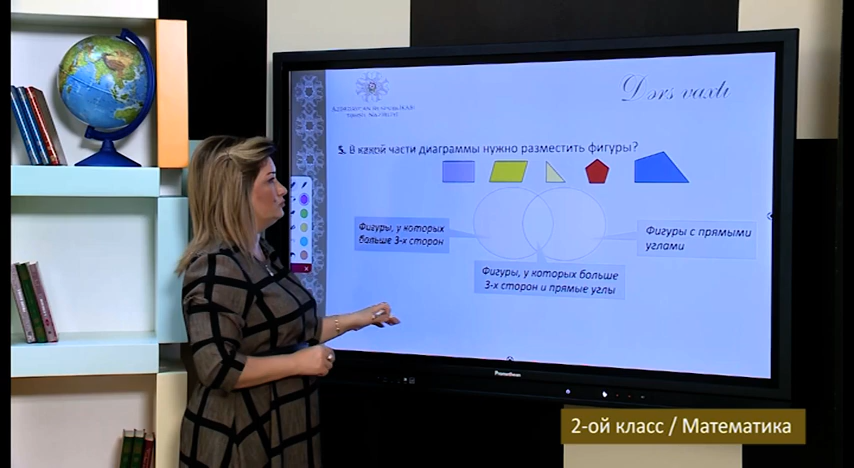 Dərs vaxtı
5. В какой части диаграммы нужно разместить фигуры?
Фигуры, у которых
больше 3-х сторон
Фигуры с прямыми
углами
Фигуры, у которых больше
3-х сторон и прямые углы
Promethean
2-ой класс / Математика